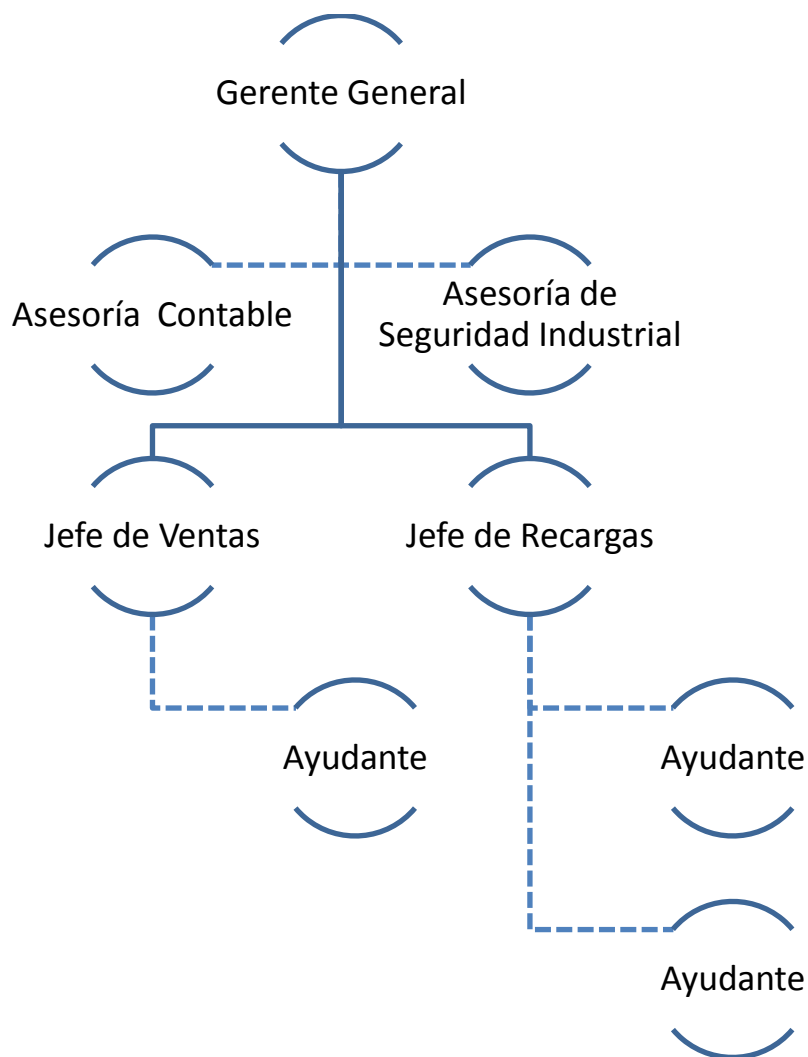 Gerente General
Asesoría Contable
Asesoría de
Seguridad Industrial
Jefe de Ventas
Jefe de Recargas
Ayudante
Ayudante
Ayudante